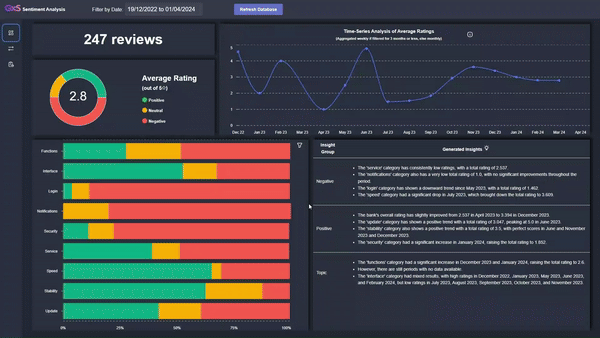 GXS Sentiment Analysis
Filter by Date: 19/12/2022 to 01/04/2024
Refresh Database
247 reviews
2.8
Average Rating
(out of 5☆)
Positive
Neutral
Negative
Time-Series Analysis of Average Ratings
(Aggregated weekly if filtered for 3 months or less, else monthly)
5
4
3
2
1
0
Dec 22 Jan 23 Feb 23 Mar 23 Apr 23 May 23 Jun 23 Jul 23 Aug 23 Sep 23 Oct 23 Nov 23 Dec 23 Jan 24 Feb 24 Mar 24 Apr 24
Functions
Interface
Login
Notifications
Security
Service
Speed
Stability
Update
0% 20% 40% 60% 80% 100%
Insight Group
Generated Insights
Negative
• The 'service' category has consistently low ratings, with a total rating of 2.537.
• The 'notifications' category also has a very low total rating of 1.0, with no significant improvements throughout the
period.
• The 'login' category has shown a downward trend since May 2023, with a total rating of 1.462.
• The 'speed' category had a significant drop in July 2023, which brought down the total rating to 3.609.
Positive
• The bank's overall rating has slightly improved from 2.537 in April 2023 to 3.394 in December 2023.
• The 'update' category has shown a positive trend with a total rating of 3.047, peaking at 5.0 in June 2023.
• The 'stability' category also shown a positive trend with a total rating of 3.5, with perfect scores in June and November
2023 and December 2023.
• The 'security' category had a significant increase in January 2024, raising the total rating to 1.852.
Topic
• The 'functions' category had a significant increase in December 2023 and January 2024, raising the total rating to 2.6.
• However, there are still periods with no data available.
• The 'interface' category had mixed results, with high ratings in December 2022, January 2023, May 2023, June 2023,
and February 2024, but low ratings in July 2023, August 2023, September 2023, October 2023, and November 2023.